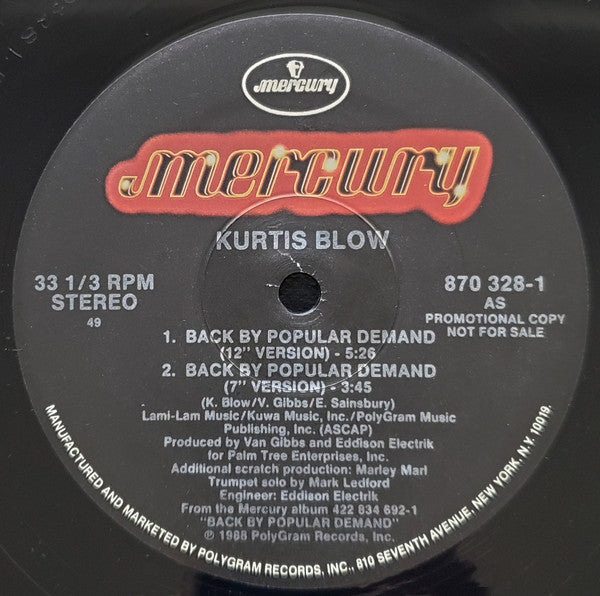 mercury
mercury
KURTIS BLOW
33 1/3 RPM
STEREO
49
870 328-1
AS
PROMOTIONAL COPY
NOT FOR SALE
1. BACK BY POPULAR DEMAND
(12" VERSION) - 5:26
2. BACK BY POPULAR DEMAND
(7" VERSION) - 3:45
(K. Blow/V. Gibbs/E. Sainsbury)
Lami-Lam Music/Kuwa Music, Inc./PolyGram Music
Publishing, Inc. (ASCAP)
Produced by Van Gibbs and Eddison Electrik
for Palm Tree Enterprises, Inc.
Additional scratch production: Marley Marl
Trumpet solo by Mark Ledford
Engineer: Eddison Electrik
From the Mercury album 422 834 692-1
"BACK BY POPULAR DEMAND"
© 1988 PolyGram Records, Inc.
MANUFACTURED AND MARKETED BY POLYGRAM RECORDS, INC., 810 SEVENTH AVENUE, NEW YORK, N.Y. 10019.